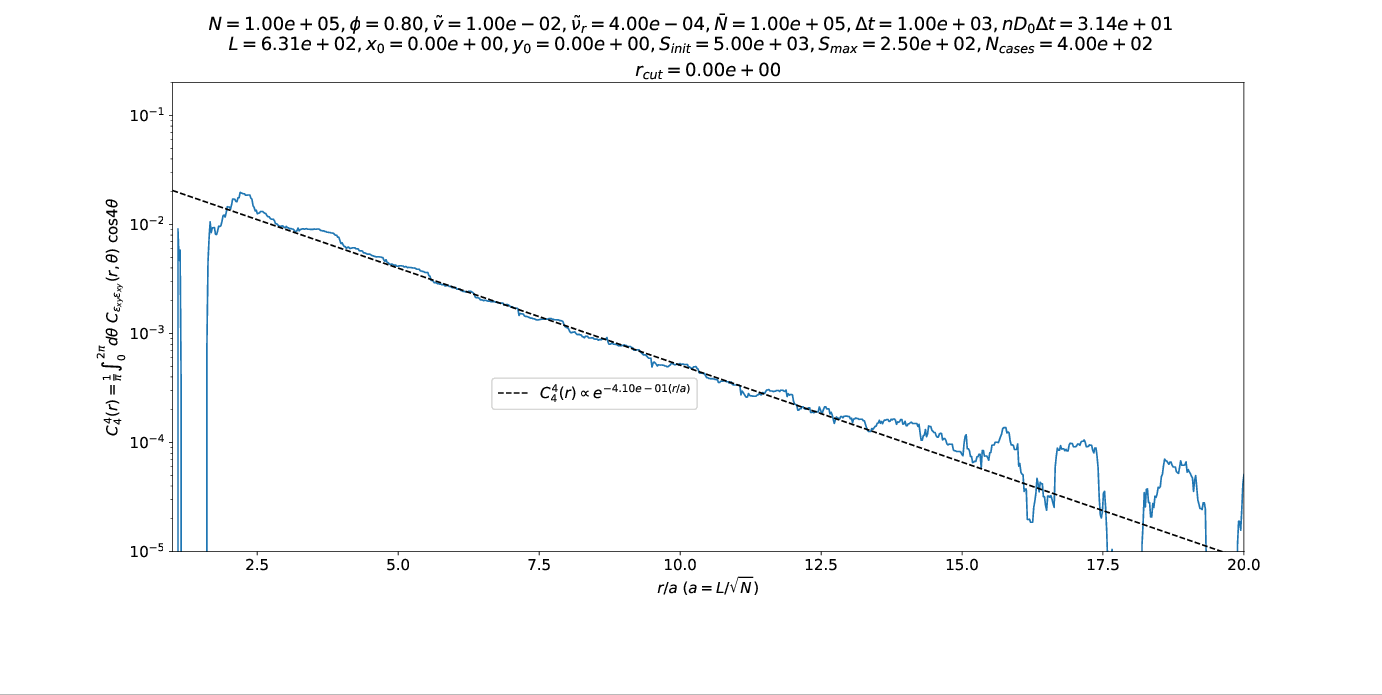 N = 1.00e + 05, ϕ = 0.80, ṽ = 1.00e − 02, ν̃_r = 4.00e − 04, N̄ = 1.00e + 05, Δt = 1.00e + 03, nD_0Δt = 3.14e + 01
L = 6.31e + 02, x_0 = 0.00e + 00, y_0 = 0.00e + 00, S_init = 5.00e + 03, S_max = 2.50e + 02, N_cases = 4.00e + 02
r_cut = 0.00e + 00
10^−1
10^−2
10^−3
10^−4
10^−5
C_4^4(r) = 1/π ∫_0^2π dθ C_ε_xyε_xy(r, θ) cos4θ
C_4^4(r) ∝ e^−4.10e−01(r/a)
2.5 5.0 7.5 10.0 12.5 15.0 17.5 20.0
r/a (a = L/√N)